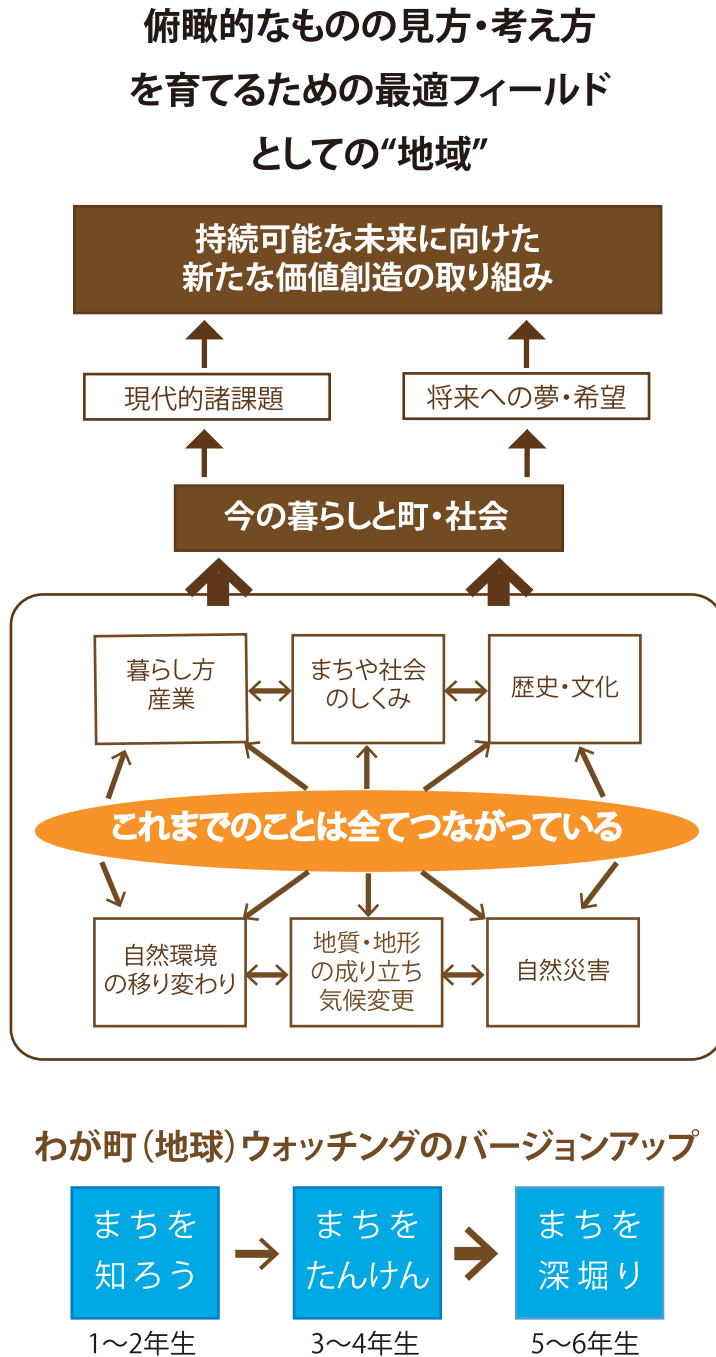 俯瞰的なものの見方・考え方
を育てるための最適フィールド
としての“地域”
持続可能な未来に向けた
新たな価値創造の取り組み
現代的諸課題
将来への夢・希望
今の暮らしと町・社会
暮らし方
産業
まちや社会
のしくみ
歴史・文化
これまでのことは全てつながっている
自然環境
の移り変わり
地質・地形
の成り立ち
気候変更
自然災害
わが町（地球）ウォッチングのバージョンアップ
まちを
知ろう
まちを
たんけん
まちを
深堀り
1～2年生
3～4年生
5～6年生